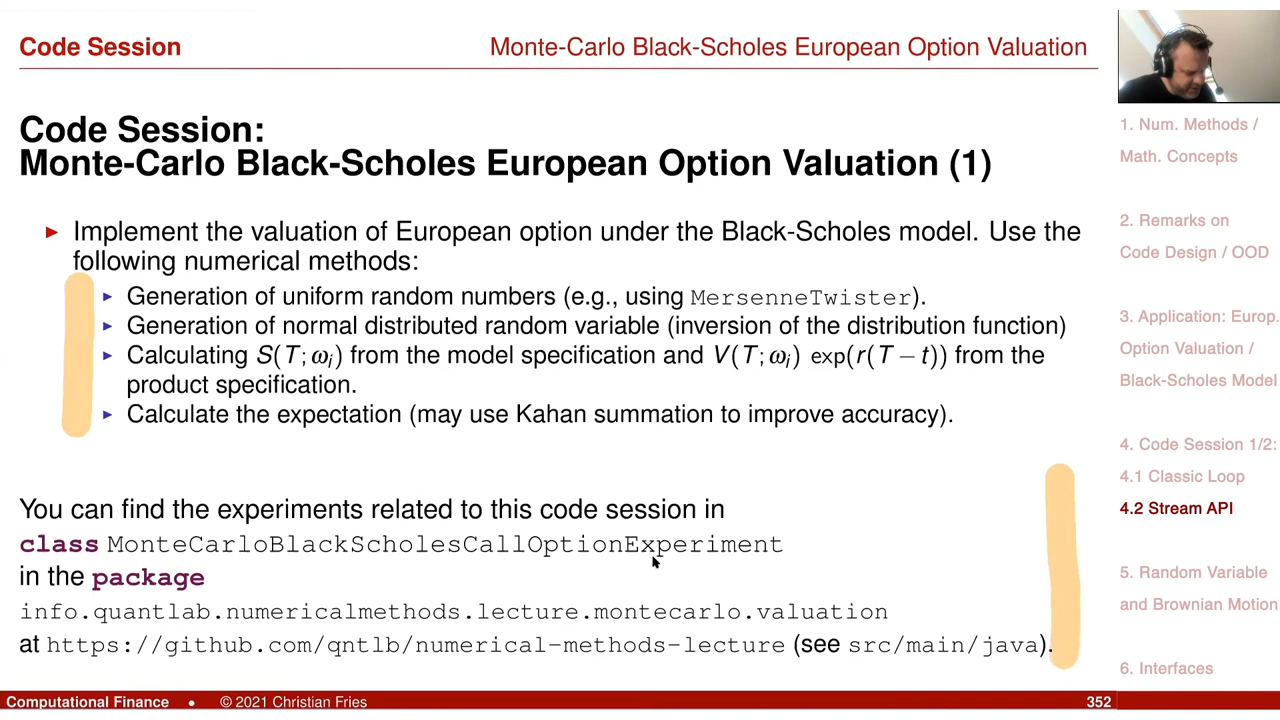 Code Session
Monte-Carlo Black-Scholes European Option Valuation
Code Session:
Monte-Carlo Black-Scholes European Option Valuation (1)
► Implement the valuation of European option under the Black-Scholes model. Use the
following numerical methods:
► Generation of uniform random numbers (e.g., using MersenneTwister).
► Generation of normal distributed random variable (inversion of the distribution function)
► Calculating S(T;ωi) from the model specification and V(T;ωi) exp(r(T − t)) from the
product specification.
► Calculate the expectation (may use Kahan summation to improve accuracy).
You can find the experiments related to this code session in
class MonteCarloBlackScholesCallOptionExperiment
in the package
info.quantlab.numericalmethods.lecture.montecarlo.valuation
at https://github.com/qntlb/numerical-methods-lecture (see src/main/java).
1. Num. Methods /
Math. Concepts
2. Remarks on
Code Design / OOD
3. Application: Europ.
Option Valuation /
Black-Scholes Model
4. Code Session 1/2:
4.1 Classic Loop
4.2 Stream API
5. Random Variable
and Brownian Motion
6. Interfaces
Computational Finance • © 2021 Christian Fries
352